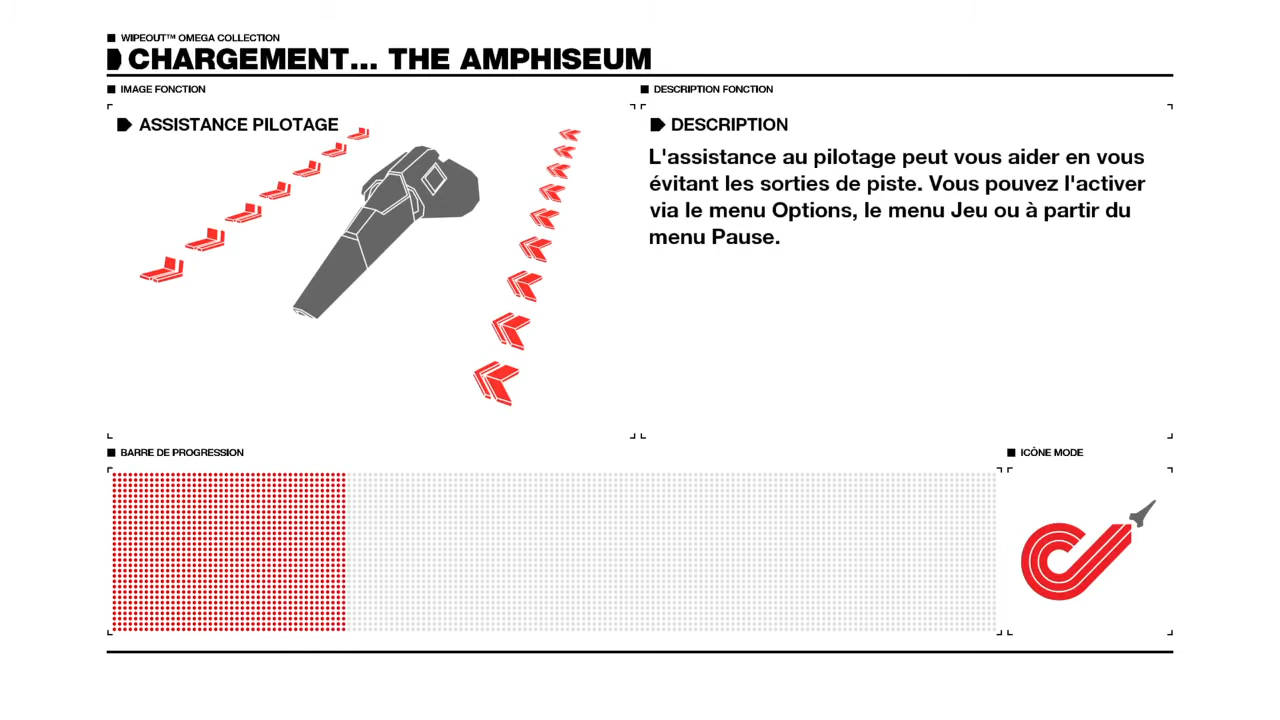 WIPEOUT™ OMEGA COLLECTION
CHARGEMENT... THE AMPHISEUM
IMAGE FONCTION
ASSISTANCE PILOTAGE
DESCRIPTION FONCTION
DESCRIPTION
L'assistance au pilotage peut vous aider en vous
évitant les sorties de piste. Vous pouvez l'activer
via le menu Options, le menu Jeu ou à partir du
menu Pause.
BARRE DE PROGRESSION
ICÔNE MODE